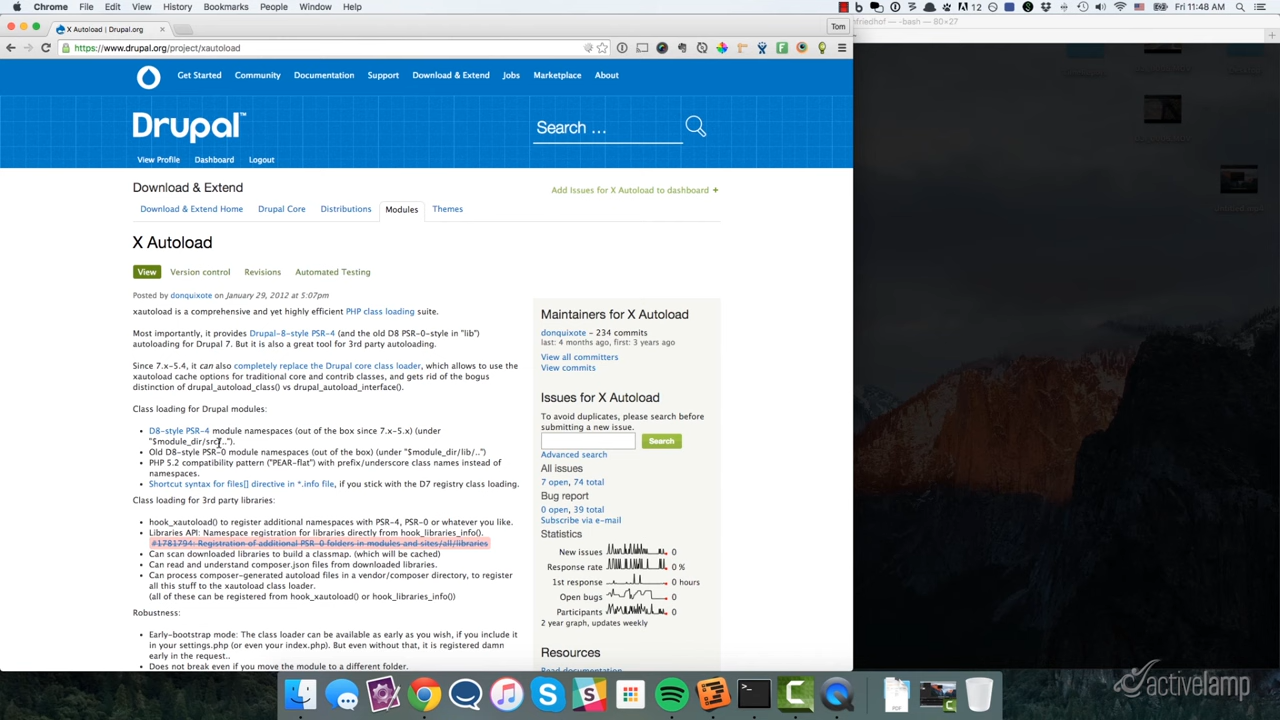 Chrome File Edit View History Bookmarks People Window Help
12 100% Fri 11:48 AM
X Autoload | Drupal.org
Tom
friedhof — -bash — 80×27
https://www.drupal.org/project/xautoload
Get Started Community Documentation Support Download & Extend Jobs Marketplace About
Drupal™
Search …
View Profile Dashboard Logout
Download & Extend
Add Issues for X Autoload to dashboard +
Download & Extend Home Drupal Core Distributions Modules Themes
X Autoload
View Version control Revisions Automated Testing
Posted by donquixote on January 29, 2012 at 5:07pm
xautoload is a comprehensive and yet highly efficient PHP class loading suite.
Most importantly, it provides Drupal-8-style PSR-4 (and the old D8 PSR-0-style in "lib")
autoloading for Drupal 7. But it is also a great tool for 3rd party autoloading.
Since 7.x-5.4, it can also completely replace the Drupal core class loader, which allows to use the
xautoload cache options for traditional core and contrib classes, and gets rid of the bogus
distinction of drupal_autoload_class() vs drupal_autoload_interface().
Class loading for Drupal modules:
D8-style PSR-4 module namespaces (out of the box since 7.x-5.x) (under
"$module_dir/src/..").
Old D8-style PSR-0 module namespaces (out of the box) (under "$module_dir/lib/..")
PHP 5.2 compatibility pattern ("PEAR-flat") with prefix/underscore class names instead of
namespaces.
Shortcut syntax for files[] directive in *.info file, if you stick with the D7 registry class loading.
Class loading for 3rd party libraries:
hook_xautoload() to register additional namespaces with PSR-4, PSR-0 or whatever you like.
Libraries API: Namespace registration for libraries directly from hook_libraries_info().
#1781794: Registration of additional PSR-0 folders in modules and sites/all/libraries
Can scan downloaded libraries to build a classmap. (which will be cached)
Can read and understand composer.json files from downloaded libraries.
Can process composer-generated autoload files in a vendor/composer directory, to register
all this stuff to the xautoload class loader.
(all of these can be registered from hook_xautoload() or hook_libraries_info())
Robustness:
Early-bootstrap mode: The class loader can be available as early as you wish, if you include it
in your settings.php (or even your index.php). But even without that, it is registered damn
early in the request..
Does not break even if you move the module to a different folder.
Maintainers for X Autoload
donquixote – 234 commits
last: 4 months ago, first: 3 years ago
View all committers
View commits
Issues for X Autoload
To avoid duplicates, please search before
submitting a new issue.
Search
Advanced search
All issues
7 open, 74 total
Bug report
0 open, 39 total
Subscribe via e-mail
Statistics
New issues 0
Response rate 0 %
1st response 0 hours
Open bugs 0
Participants 0
2 year graph, updates weekly
Resources
Read documentation
activelamp